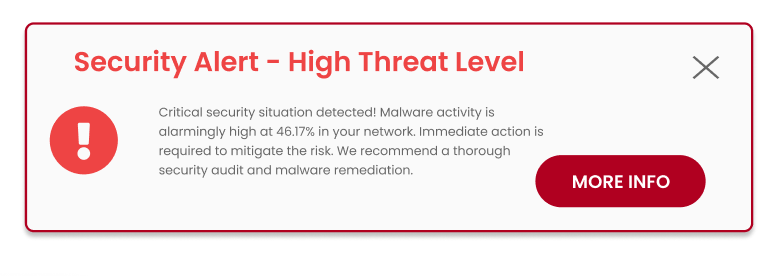 Security Alert - High Threat Level
Critical security situation detected! Malware activity is
alarmingly high at 46.17% in your network. Immediate action is
required to mitigate the risk. We recommend a thorough
security audit and malware remediation.
MORE INFO